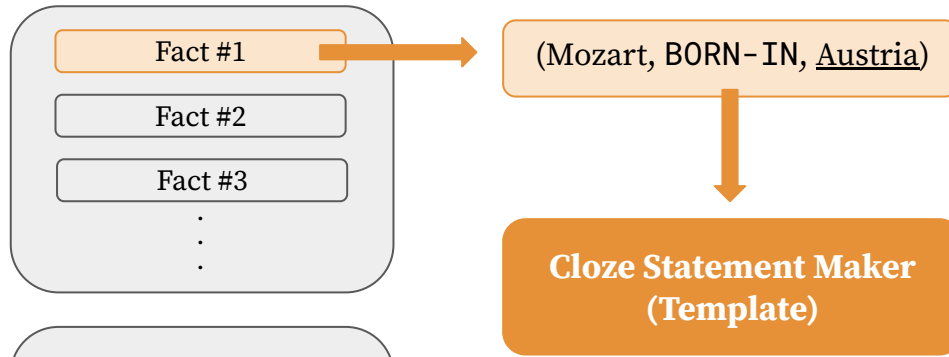 Fact #1
Fact #2
Fact #3
.
.
.
(Mozart, BORN-IN, Austria)
Cloze Statement Maker
(Template)